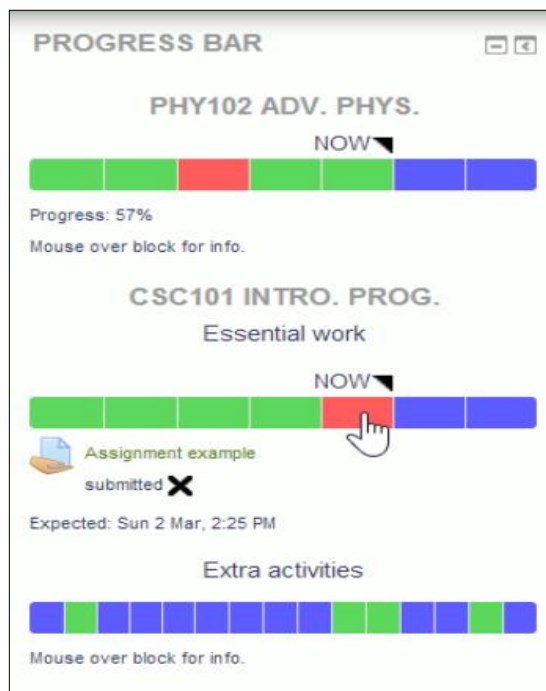 PROGRESS BAR
PHY102 ADV. PHYS.
NOW
Progress: 57%
Mouse over block for info.
CSC101 INTRO. PROG.
Essential work
NOW
Assignment example
submitted
Expected: Sun 2 Mar, 2:25 PM
Extra activities
Mouse over block for info.